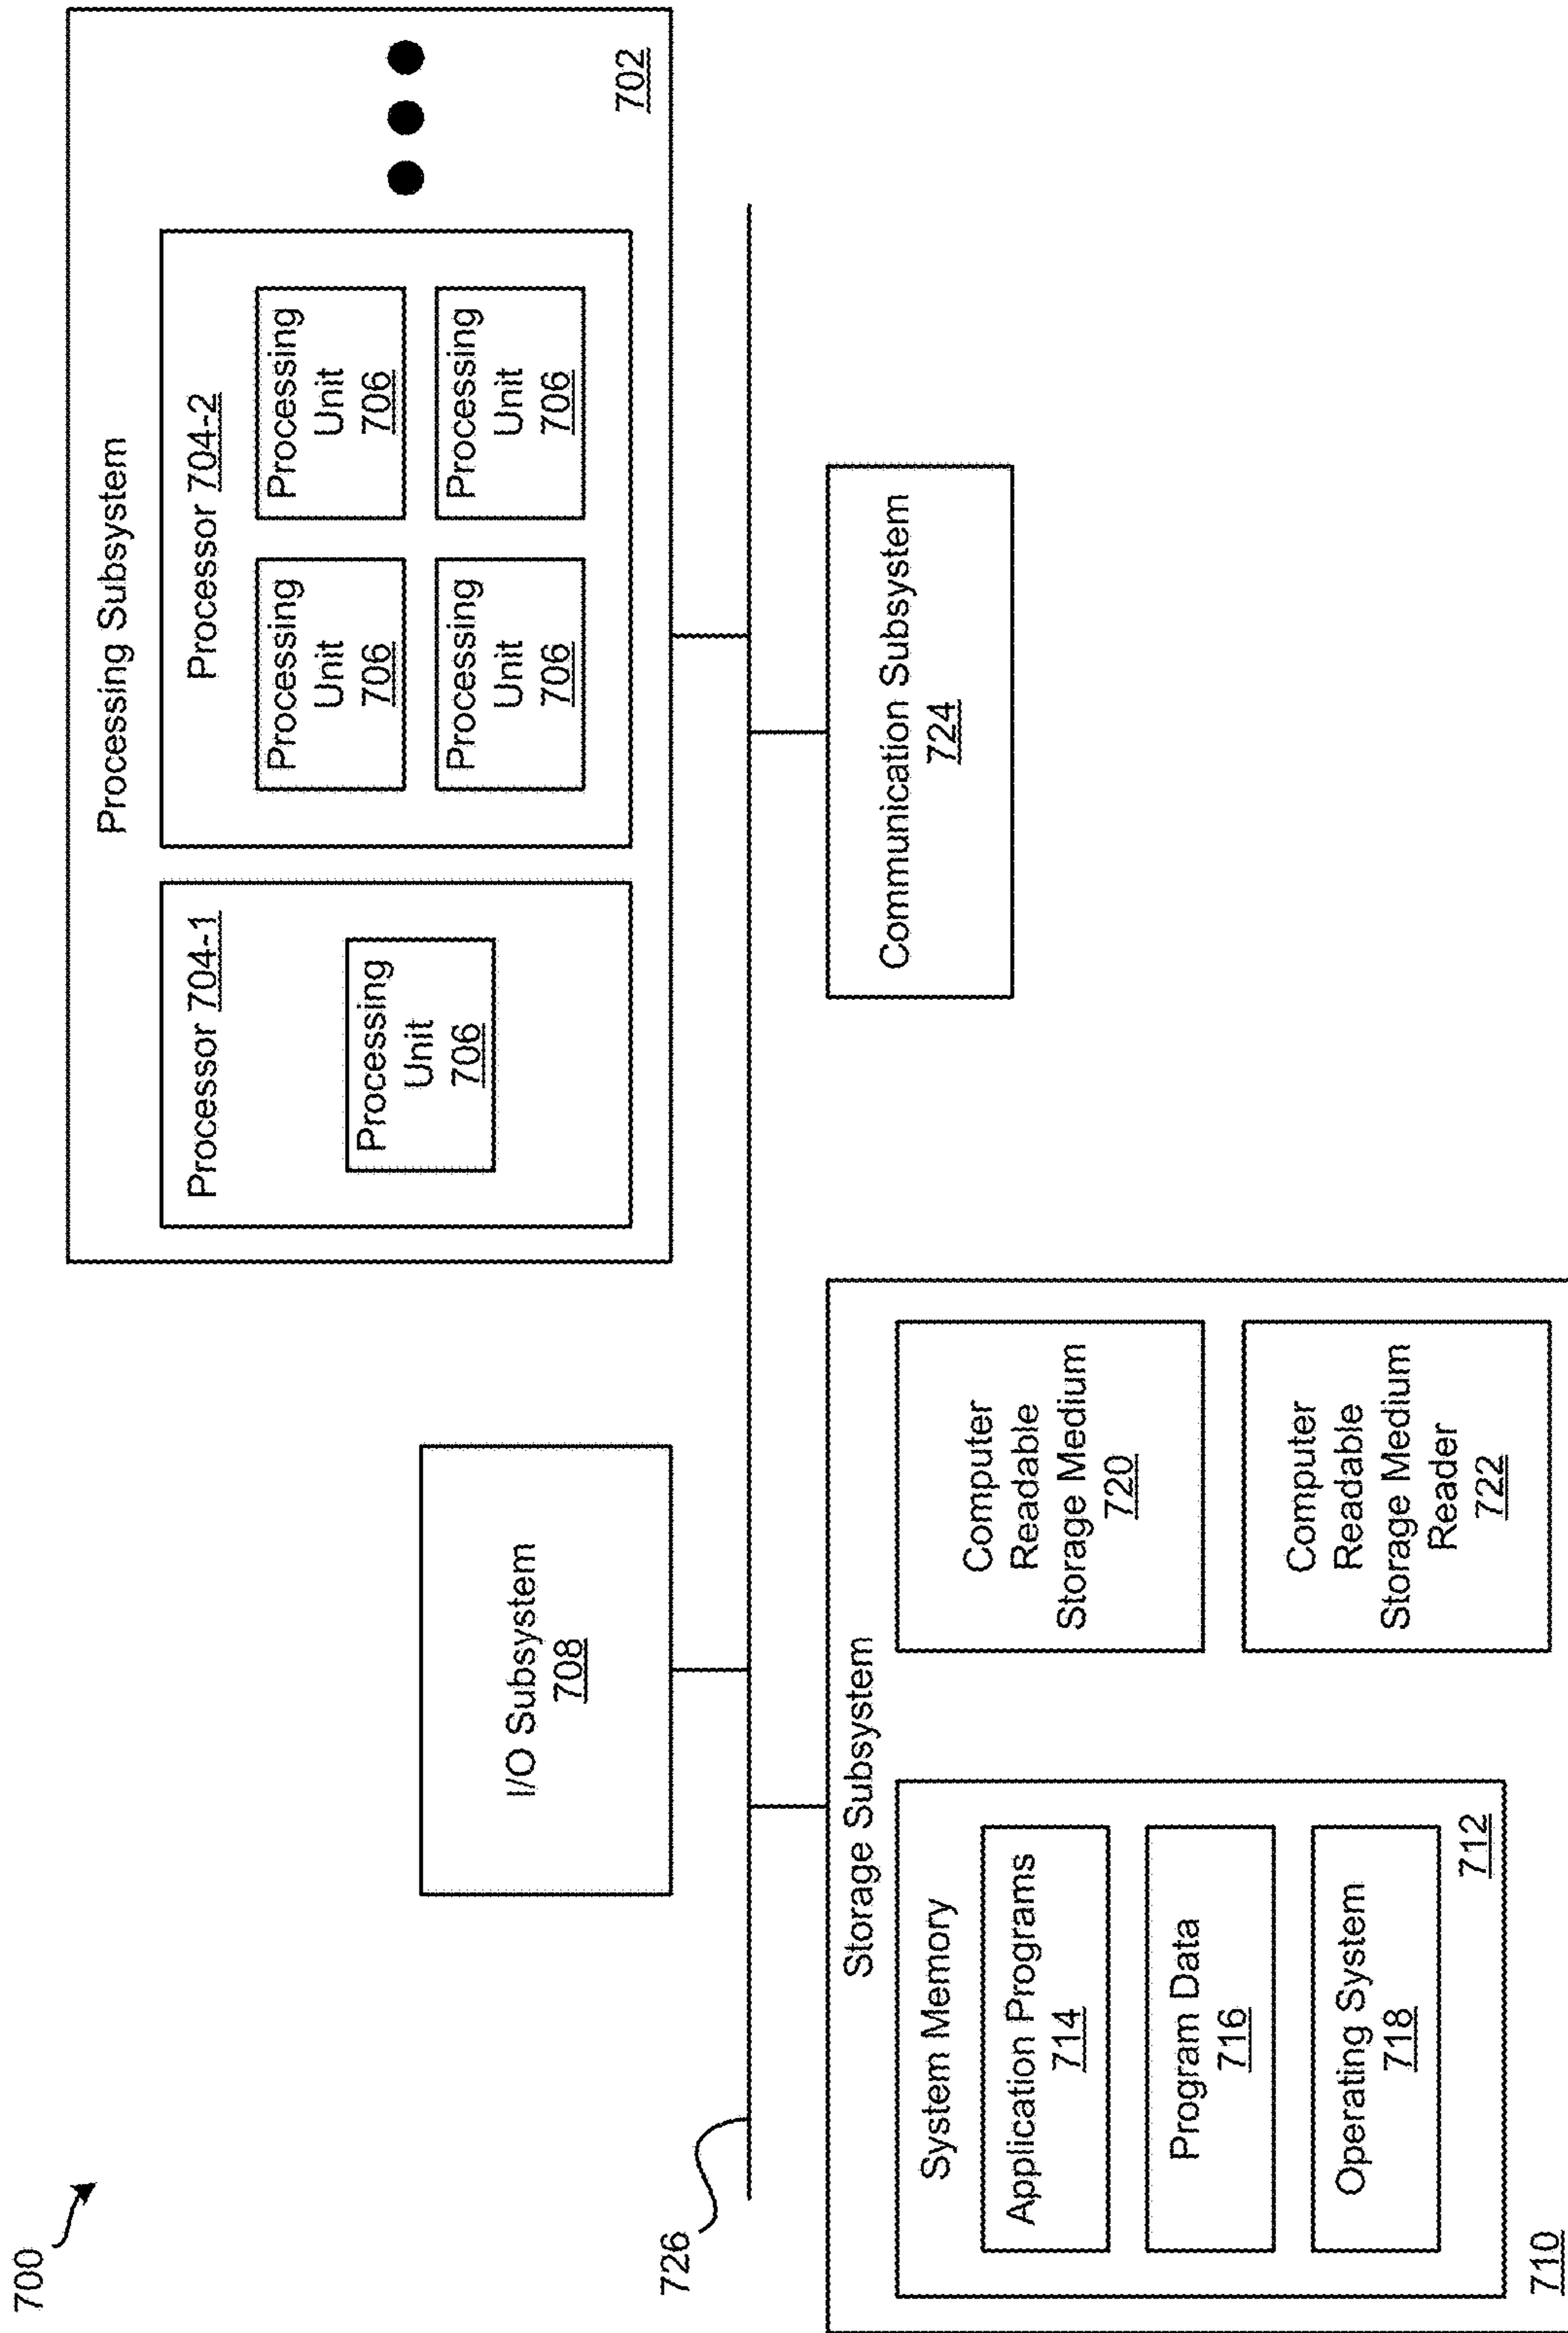 700
I/O Subsystem
708
Processing Subsystem
Processor 704-1
Processing
Unit
706
Processor 704-2
Processing
Unit
706
Processing
Unit
706
Processing
Unit
706
Processing
Unit
706
702
726
Storage Subsystem
System Memory
Application Programs
714
Program Data
716
Operating System
718
712
Computer
Readable
Storage Medium
720
Computer
Readable
Storage Medium
Reader
722
710
Communication Subsystem
724